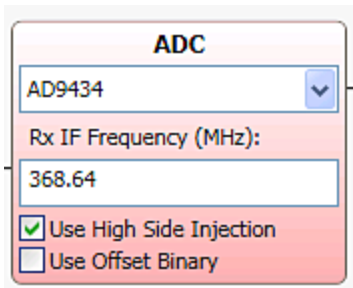 ADC
AD9434
Rx IF Frequency (MHz):
368.64
Use High Side Injection
Use Offset Binary